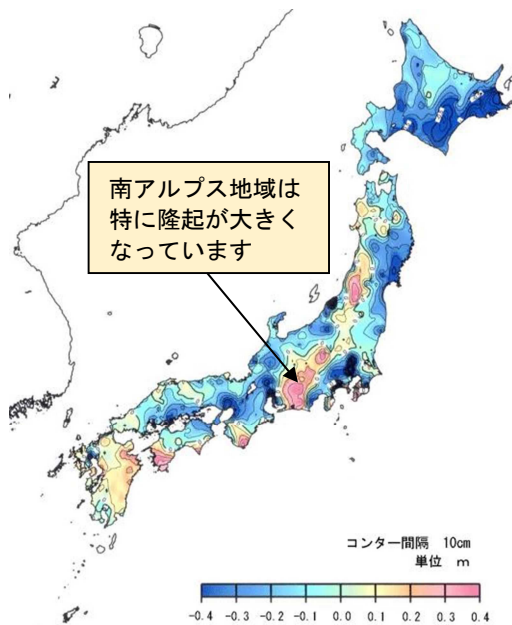 南アルプス地域は
特に隆起が大きく
なっています
コンター間隔 10cm
単位 m
-0.4 -0.3 -0.2 -0.1 0.0 0.1 0.2 0.3 0.4